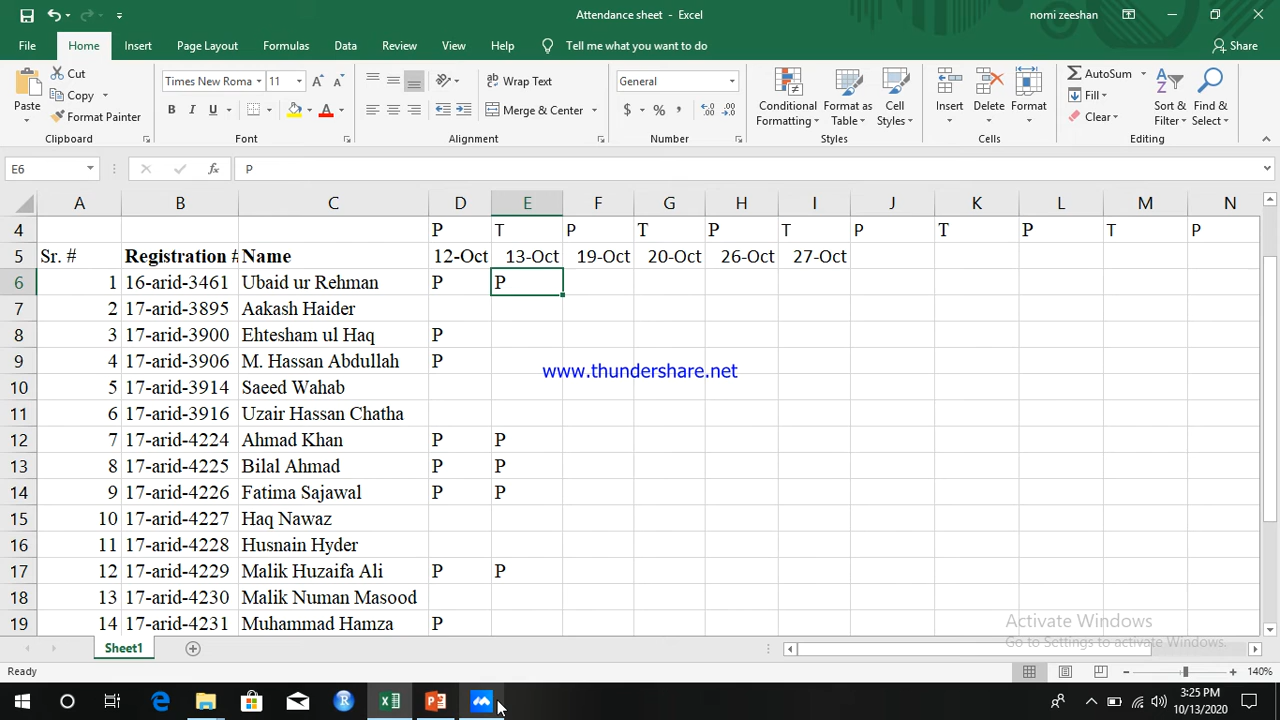 Attendance sheet - Excel
nomi zeeshan
File Home Insert Page Layout Formulas Data Review View Help Tell me what you want to do Share
Paste
Cut
Copy
Format Painter
Clipboard
Times New Roma 11
B I U
Font
Wrap Text
Merge & Center
Alignment
General
$ % ,
Number
Conditional Formatting
Format as Table
Cell Styles
Styles
Insert Delete Format
Cells
AutoSum
Fill
Clear
Sort & Filter
Find & Select
Editing
E6 fx P
A B C D E F G H I J K L M N
4 P T P T P T P T P T P
5 Sr. # Registration # Name 12-Oct 13-Oct 19-Oct 20-Oct 26-Oct 27-Oct
6 1 16-arid-3461 Ubaid ur Rehman P P
7 2 17-arid-3895 Aakash Haider
8 3 17-arid-3900 Ehtesham ul Haq P
9 4 17-arid-3906 M. Hassan Abdullah P
www.thundershare.net
10 5 17-arid-3914 Saeed Wahab
11 6 17-arid-3916 Uzair Hassan Chatha
12 7 17-arid-4224 Ahmad Khan P P
13 8 17-arid-4225 Bilal Ahmad P P
14 9 17-arid-4226 Fatima Sajawal P P
15 10 17-arid-4227 Haq Nawaz
16 11 17-arid-4228 Husnain Hyder
17 12 17-arid-4229 Malik Huzaifa Ali P P
18 13 17-arid-4230 Malik Numan Masood
19 14 17-arid-4231 Muhammad Hamza P
Activate Windows
Go to Settings to activate Windows.
Sheet1
Ready
140%
3:25 PM
10/13/2020